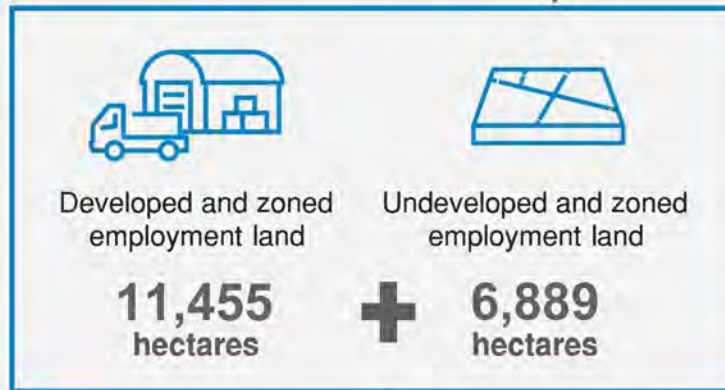 Developed and zoned
employment land
11,455
hectares
+
Undeveloped and zoned
employment land
6,889
hectares